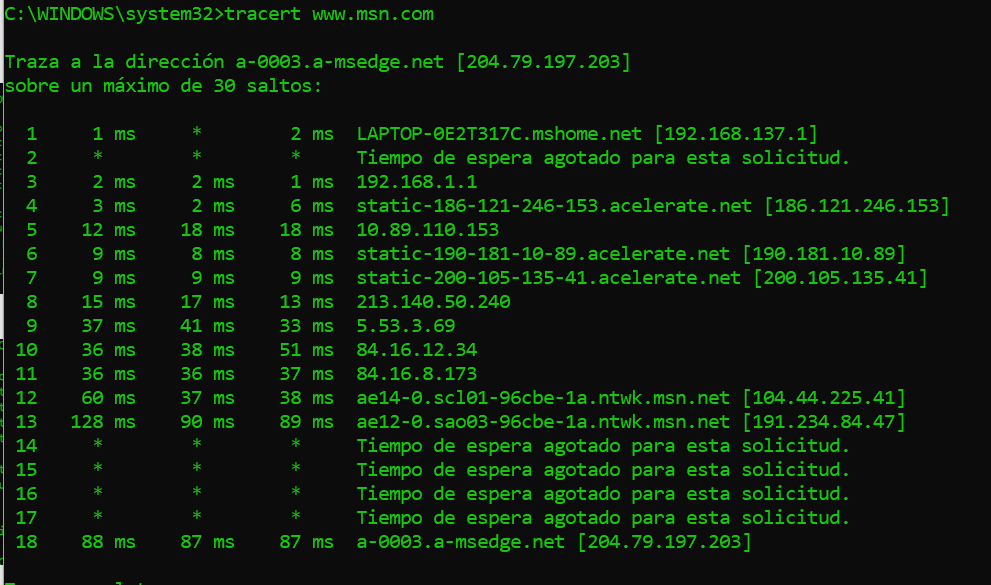 C:\WINDOWS\system32>tracert www.msn.com
Traza a la dirección a-0003.a-msedge.net [204.79.197.203]
sobre un máximo de 30 saltos:
1 1 ms * 2 ms LAPTOP-0E2T317C.mshome.net [192.168.137.1]
2 * * * Tiempo de espera agotado para esta solicitud.
3 2 ms 2 ms 1 ms 192.168.1.1
4 3 ms 2 ms 6 ms static-186-121-246-153.acelerate.net [186.121.246.153]
5 12 ms 18 ms 18 ms 10.89.110.153
6 9 ms 8 ms 8 ms static-190-181-10-89.acelerate.net [190.181.10.89]
7 9 ms 9 ms 9 ms static-200-105-135-41.acelerate.net [200.105.135.41]
8 15 ms 17 ms 13 ms 213.140.50.240
9 37 ms 41 ms 33 ms 5.53.3.69
10 36 ms 38 ms 51 ms 84.16.12.34
11 36 ms 36 ms 37 ms 84.16.8.173
12 60 ms 37 ms 38 ms ae14-0.scl01-96cbe-1a.ntwk.msn.net [104.44.225.41]
13 128 ms 90 ms 89 ms ae12-0.sao03-96cbe-1a.ntwk.msn.net [191.234.84.47]
14 * * * Tiempo de espera agotado para esta solicitud.
15 * * * Tiempo de espera agotado para esta solicitud.
16 * * * Tiempo de espera agotado para esta solicitud.
17 * * * Tiempo de espera agotado para esta solicitud.
18 88 ms 87 ms 87 ms a-0003.a-msedge.net [204.79.197.203]